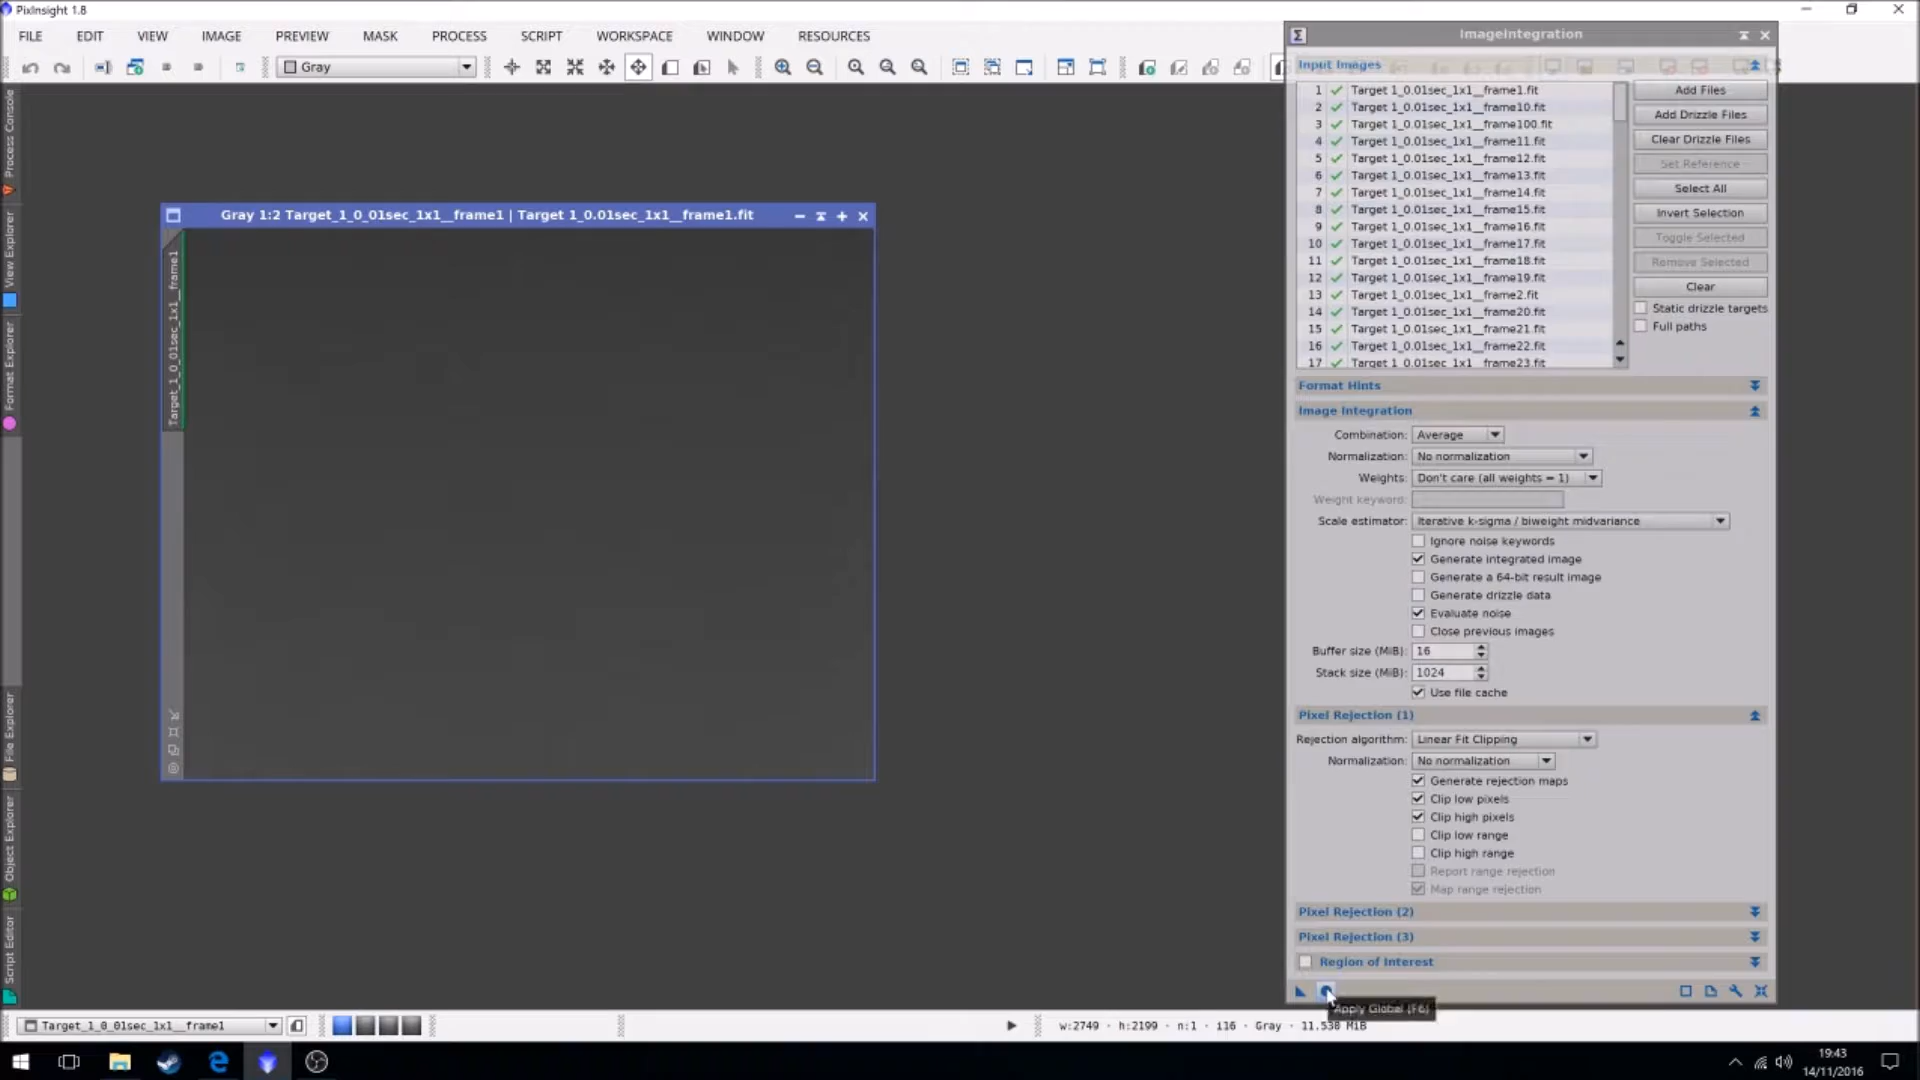 PixInsight 1.8
FILE EDIT VIEW IMAGE PREVIEW MASK PROCESS SCRIPT WORKSPACE WINDOW RESOURCES
Gray
Process Console
View Explorer
Format Explorer
File Explorer
Object Explorer
Script Editor
Gray 1:2 Target_1_0_01sec_1x1__frame1 | Target 1_0.01sec_1x1__frame1.fit
Target_1_0_01sec_1x1__frame1
ImageIntegration
Input Images
1 Target 1_0.01sec_1x1__frame1.fit
2 Target 1_0.01sec_1x1__frame10.fit
3 Target 1_0.01sec_1x1__frame100.fit
4 Target 1_0.01sec_1x1__frame11.fit
5 Target 1_0.01sec_1x1__frame12.fit
6 Target 1_0.01sec_1x1__frame13.fit
7 Target 1_0.01sec_1x1__frame14.fit
8 Target 1_0.01sec_1x1__frame15.fit
9 Target 1_0.01sec_1x1__frame16.fit
10 Target 1_0.01sec_1x1__frame17.fit
11 Target 1_0.01sec_1x1__frame18.fit
12 Target 1_0.01sec_1x1__frame19.fit
13 Target 1_0.01sec_1x1__frame2.fit
14 Target 1_0.01sec_1x1__frame20.fit
15 Target 1_0.01sec_1x1__frame21.fit
16 Target 1_0.01sec_1x1__frame22.fit
17 Target 1_0.01sec_1x1__frame23.fit
Add Files
Add Drizzle Files
Clear Drizzle Files
Set Reference
Select All
Invert Selection
Toggle Selected
Remove Selected
Clear
Static drizzle targets
Full paths
Format Hints
Image Integration
Combination: Average
Normalization: No normalization
Weights: Don't care (all weights = 1)
Weight keyword:
Scale estimator: Iterative k-sigma / biweight midvariance
Ignore noise keywords
Generate integrated image
Generate a 64-bit result image
Generate drizzle data
Evaluate noise
Close previous images
Buffer size (MiB): 16
Stack size (MiB): 1024
Use file cache
Pixel Rejection (1)
Rejection algorithm: Linear Fit Clipping
Normalization: No normalization
Generate rejection maps
Clip low pixels
Clip high pixels
Clip low range
Clip high range
Report range rejection
Map range rejection
Pixel Rejection (2)
Pixel Rejection (3)
Region of Interest
Apply Global (F6)
Target_1_0_01sec_1x1__frame1
w:2749 · h:2199 · n:1 · i16 · Gray · 11.530 MiB
19:43
14/11/2016